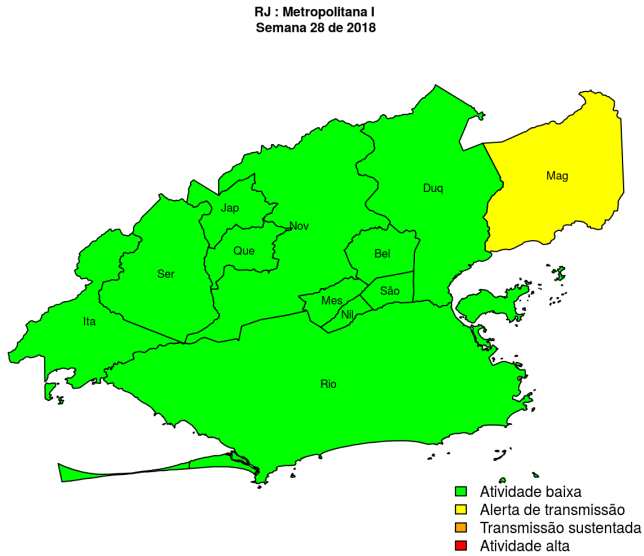 RJ : Metropolitana I
Semana 28 de 2018
Mag
Duq
Jap
Nov
Que
Bel
Ser
São
Mes
Nil
Ita
Rio
Atividade baixa
Alerta de transmissão
Transmissão sustentada
Atividade alta